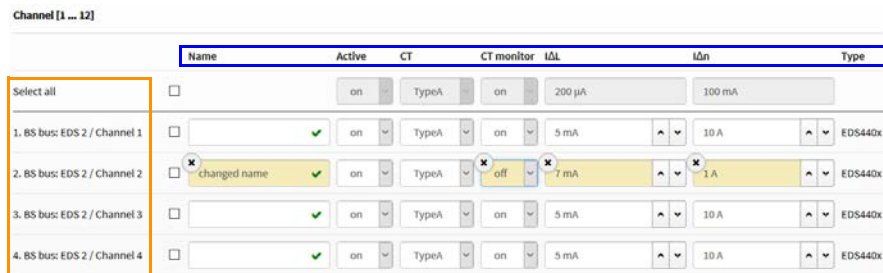 Channel [1 ... 12]
Name Active CT CT monitor IΔL IΔn Type
Select all on TypeA on 200 µA 100 mA
1. BS bus: EDS 2 / Channel 1 on TypeA on 5 mA 10 A EDS440x
2. BS bus: EDS 2 / Channel 2 changed name on TypeA off 7 mA 1 A EDS440x
3. BS bus: EDS 2 / Channel 3 on TypeA on 5 mA 10 A EDS440x
4. BS bus: EDS 2 / Channel 4 on TypeA on 5 mA 10 A EDS440x